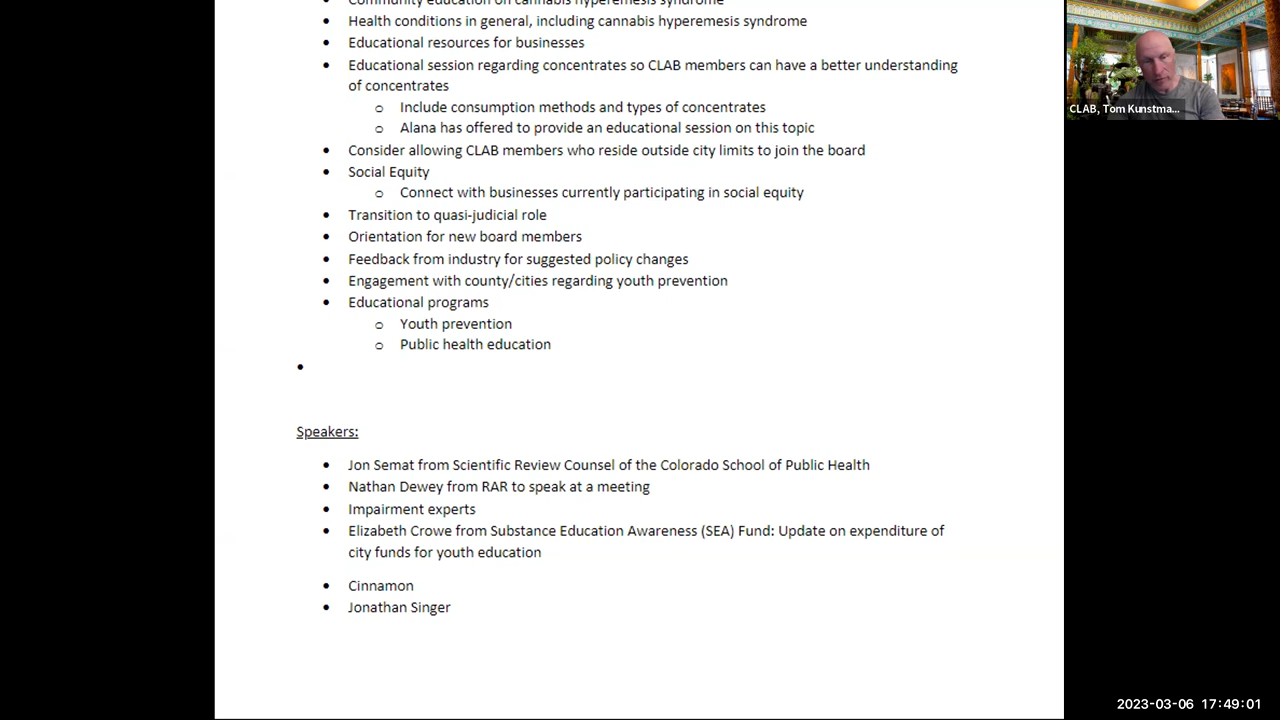 Community education on cannabis hyperemesis syndrome
• Health conditions in general, including cannabis hyperemesis syndrome
• Educational resources for businesses
• Educational session regarding concentrates so CLAB members can have a better understanding
of concentrates
o Include consumption methods and types of concentrates
o Alana has offered to provide an educational session on this topic
• Consider allowing CLAB members who reside outside city limits to join the board
• Social Equity
o Connect with businesses currently participating in social equity
• Transition to quasi-judicial role
• Orientation for new board members
• Feedback from industry for suggested policy changes
• Engagement with county/cities regarding youth prevention
• Educational programs
o Youth prevention
o Public health education
•
Speakers:
• Jon Semat from Scientific Review Counsel of the Colorado School of Public Health
• Nathan Dewey from RAR to speak at a meeting
• Impairment experts
• Elizabeth Crowe from Substance Education Awareness (SEA) Fund: Update on expenditure of
city funds for youth education
• Cinnamon
• Jonathan Singer
CLAB, Tom Kunstma...
2023-03-06 17:49:01